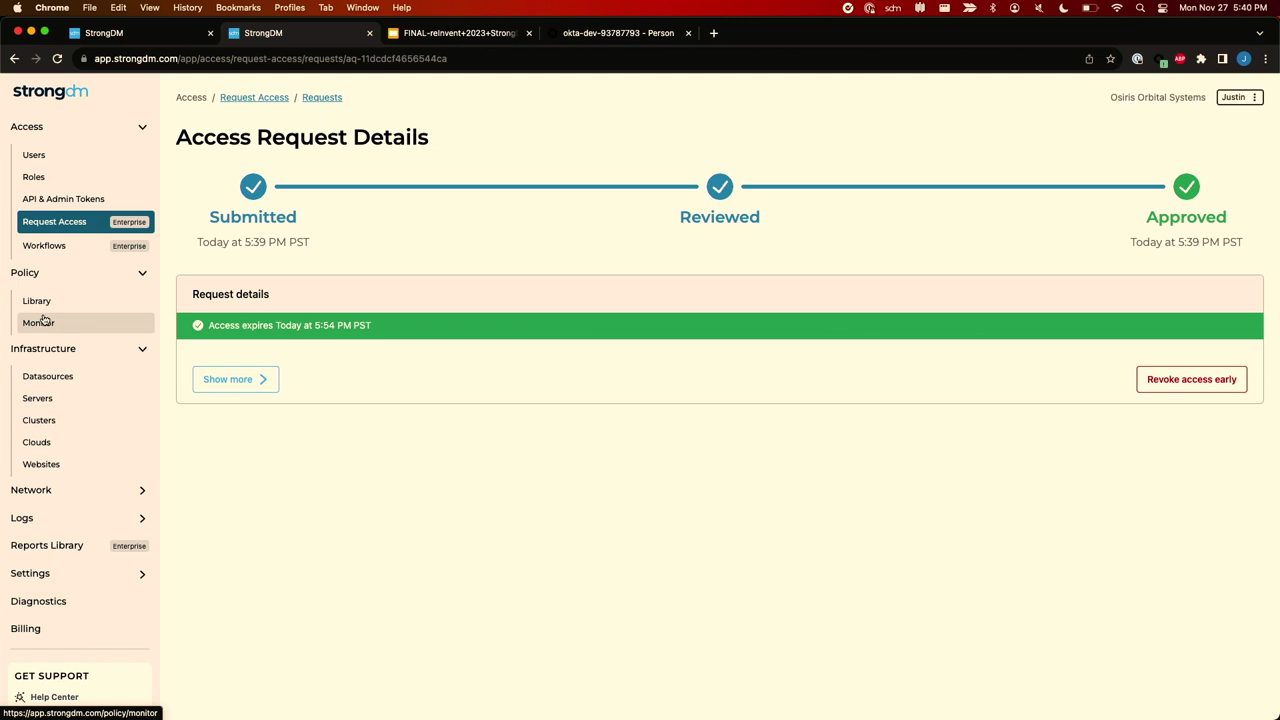 Chrome File Edit View History Bookmarks Profiles Tab Window Help
sdm
Mon Nov 27 5:40 PM
StrongDM
StrongDM
FINAL-reInvent +2023+Strong
okta-dev-93787793 - Person
app.strongdm.com/app/access/request-access/requests/aq-11dcdcf4656544ca
ABP
J
strongdm
Access / Request Access / Requests
Osiris Orbital Systems
Justin
Access
Users
Roles
API & Admin Tokens
Request Access Enterprise
Workflows Enterprise
Policy
Library
Monitor
Infrastructure
Datasources
Servers
Clusters
Clouds
Websites
Network
Logs
Reports Library Enterprise
Settings
Diagnostics
Billing
GET SUPPORT
Help Center
https://app.strongdm.com/policy/monitor
Access Request Details
Submitted
Today at 5:39 PM PST
Reviewed
Approved
Today at 5:39 PM PST
Request details
Access expires Today at 5:54 PM PST
Show more
Revoke access early